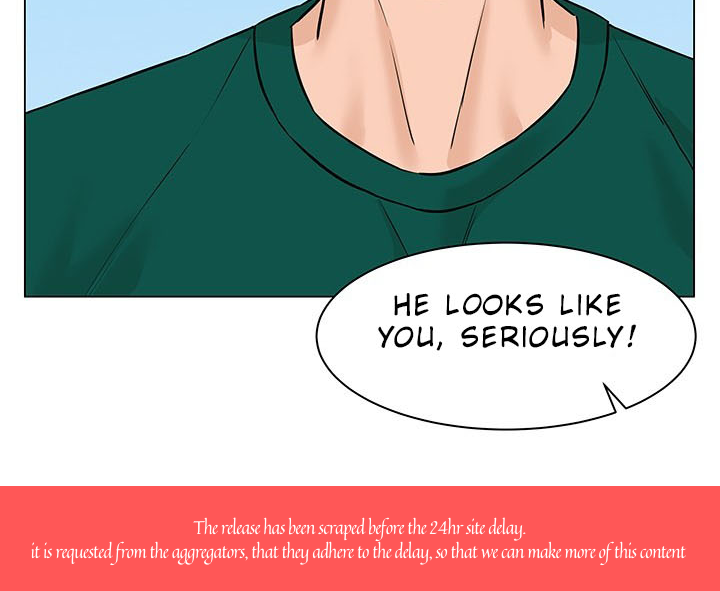 HE LOOKS LIKE
YOU, SERIOUSLY!
The release has been scraped before the 24hr site delay.
it is requested from the aggregators, that they adhere to the delay, so that we can make more of this content